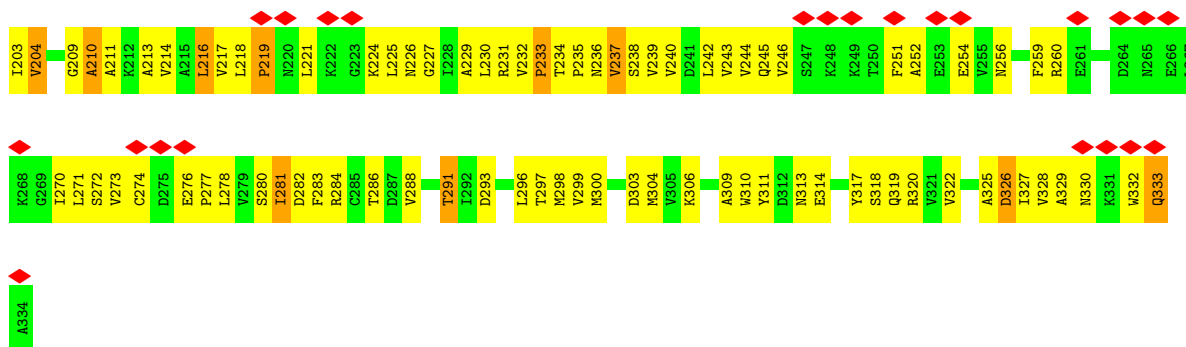 I203 V204 G209 A210 A211 K212 A213 V214 A215 L216 V217 L218 P219 N220 L221 K222 G223 K224 L225 N226 G227 I228 A229 L230 R231 V232 P233 T234 P235 N236 V237 S238 V239 V240 D241 L242 V243 V244 Q245 V246 S247 K248 K249 T250 F251 A252 E253 E254 V255 N256 F259 R260 E261 D264 N265 E266
K268 G269 I270 L271 S272 V273 C274 D275 E276 P277 L278 V279 S280 I281 D282 F283 R284 C285 T286 D287 V288 T291 I292 D293 L296 T297 M298 V299 M300 D303 M304 V305 K306 A309 W310 Y311 D312 N313 E314 Y317 S318 Q319 R320 V321 V322 A325 D326 I327 V328 A329 N330 K331 W332 Q333
A334